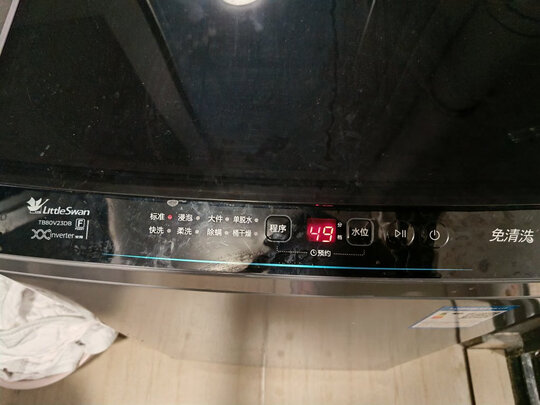 LittleSwan
TB80V23DB
inverter
标准 浸泡 大件 单脱水
快洗 柔洗 除螨 桶干燥
程序
49
分
水位
预约
免清洗